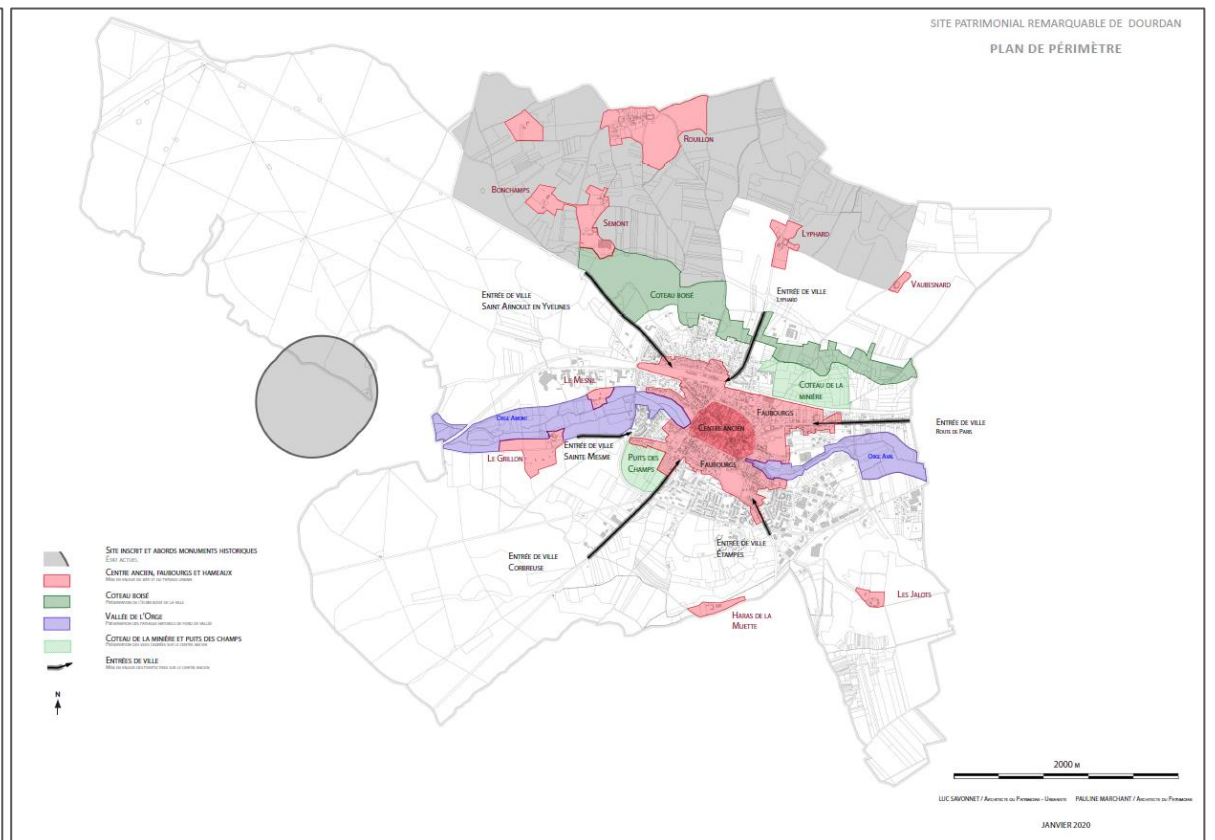 SITE PATRIMONIAL REMARQUABLE DE DOURDAN
PLAN DE PÉRIMÈTRE
ROUILLON
BONCHAMPS
SEMONT
LYPHARD
VAUBESNARD
ENTRÉE DE VILLE
SAINT ARNOULT EN YVELINES
COTEAU BOISÉ
ENTRÉE DE VILLE
LYPHARD
LE MESNIL
COTEAU DE LA
MINIÈRE
FAUBOURGS
ORGE AMONT
CENTRE ANCIEN
ENTRÉE DE VILLE
ROUTE DE PARIS
ENTRÉE DE VILLE
SAINTE MESME
LE GRILLON
PUITS DES
CHAMPS
FAUBOURGS
ORGE AVAL
ENTRÉE DE VILLE
CORBREUSE
ENTRÉE DE VILLE
ETAMPES
LES JALOTS
HARAS DE LA
MUETTE
SITE INSCRIT ET ABORDS MONUMENTS HISTORIQUES
ÉTAT ACTUEL
CENTRE ANCIEN, FAUBOURGS ET HAMEAUX
COTEAU BOISÉ
VALLÉE DE L'ORGE
COTEAU DE LA MINIÈRE ET PUITS DES CHAMPS
ENTRÉES DE VILLE
N
2000 M
LUC SAVONNET / ARCHITECTE DU PATRIMOINE - URBANISTE PAULINE MARCHANT / ARCHITECTE DU PATRIMOINE
JANVIER 2020